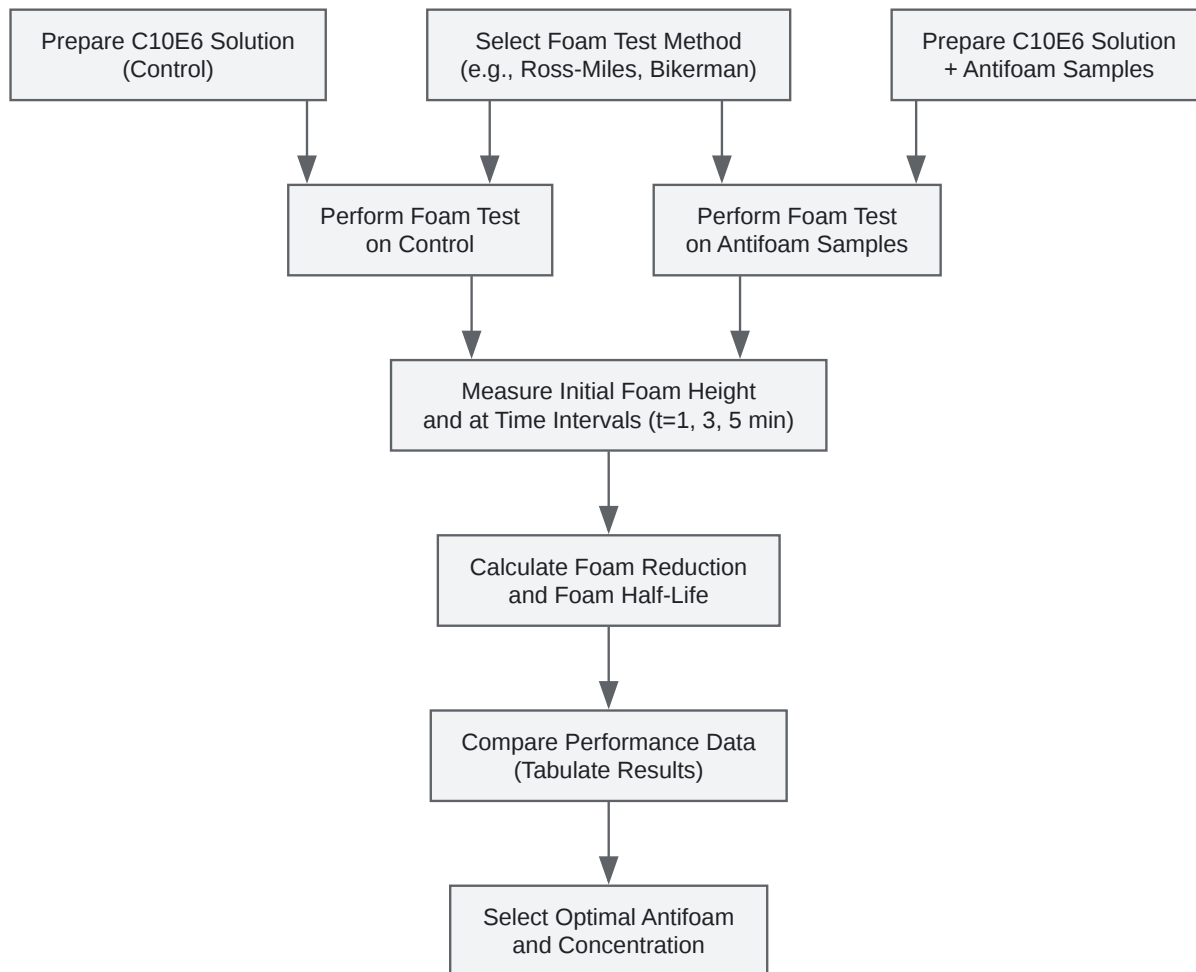 Prepare C10E6 Solution
(Control)
Select Foam Test Method
(e.g., Ross-Miles, Bikerman)
Prepare C10E6 Solution
+ Antifoam Samples
Perform Foam Test
on Control
Perform Foam Test
on Antifoam Samples
Measure Initial Foam Height
and at Time Intervals (t=1, 3, 5 min)
Calculate Foam Reduction
and Foam Half-Life
Compare Performance Data
(Tabulate Results)
Select Optimal Antifoam
and Concentration